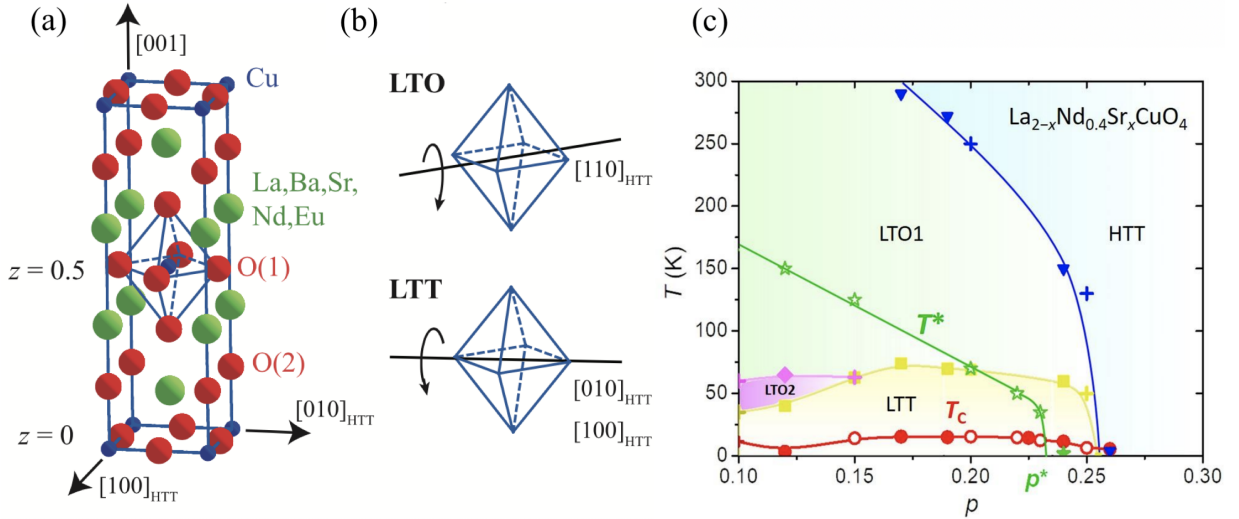 (a)
[001]
Cu
La,Ba,Sr,
Nd,Eu
z = 0.5
O(1)
O(2)
z = 0
[010]HTT
[100]HTT
(b)
LTO
[110]HTT
LTT
[010]HTT
[100]HTT
(c)
La2−xNd0.4SrxCuO4
LTO1
HTT
T*
LTO2
LTT
Tc
T (K)
300
250
200
150
100
50
0
0.10
0.15
0.20
0.25
0.30
p*
p